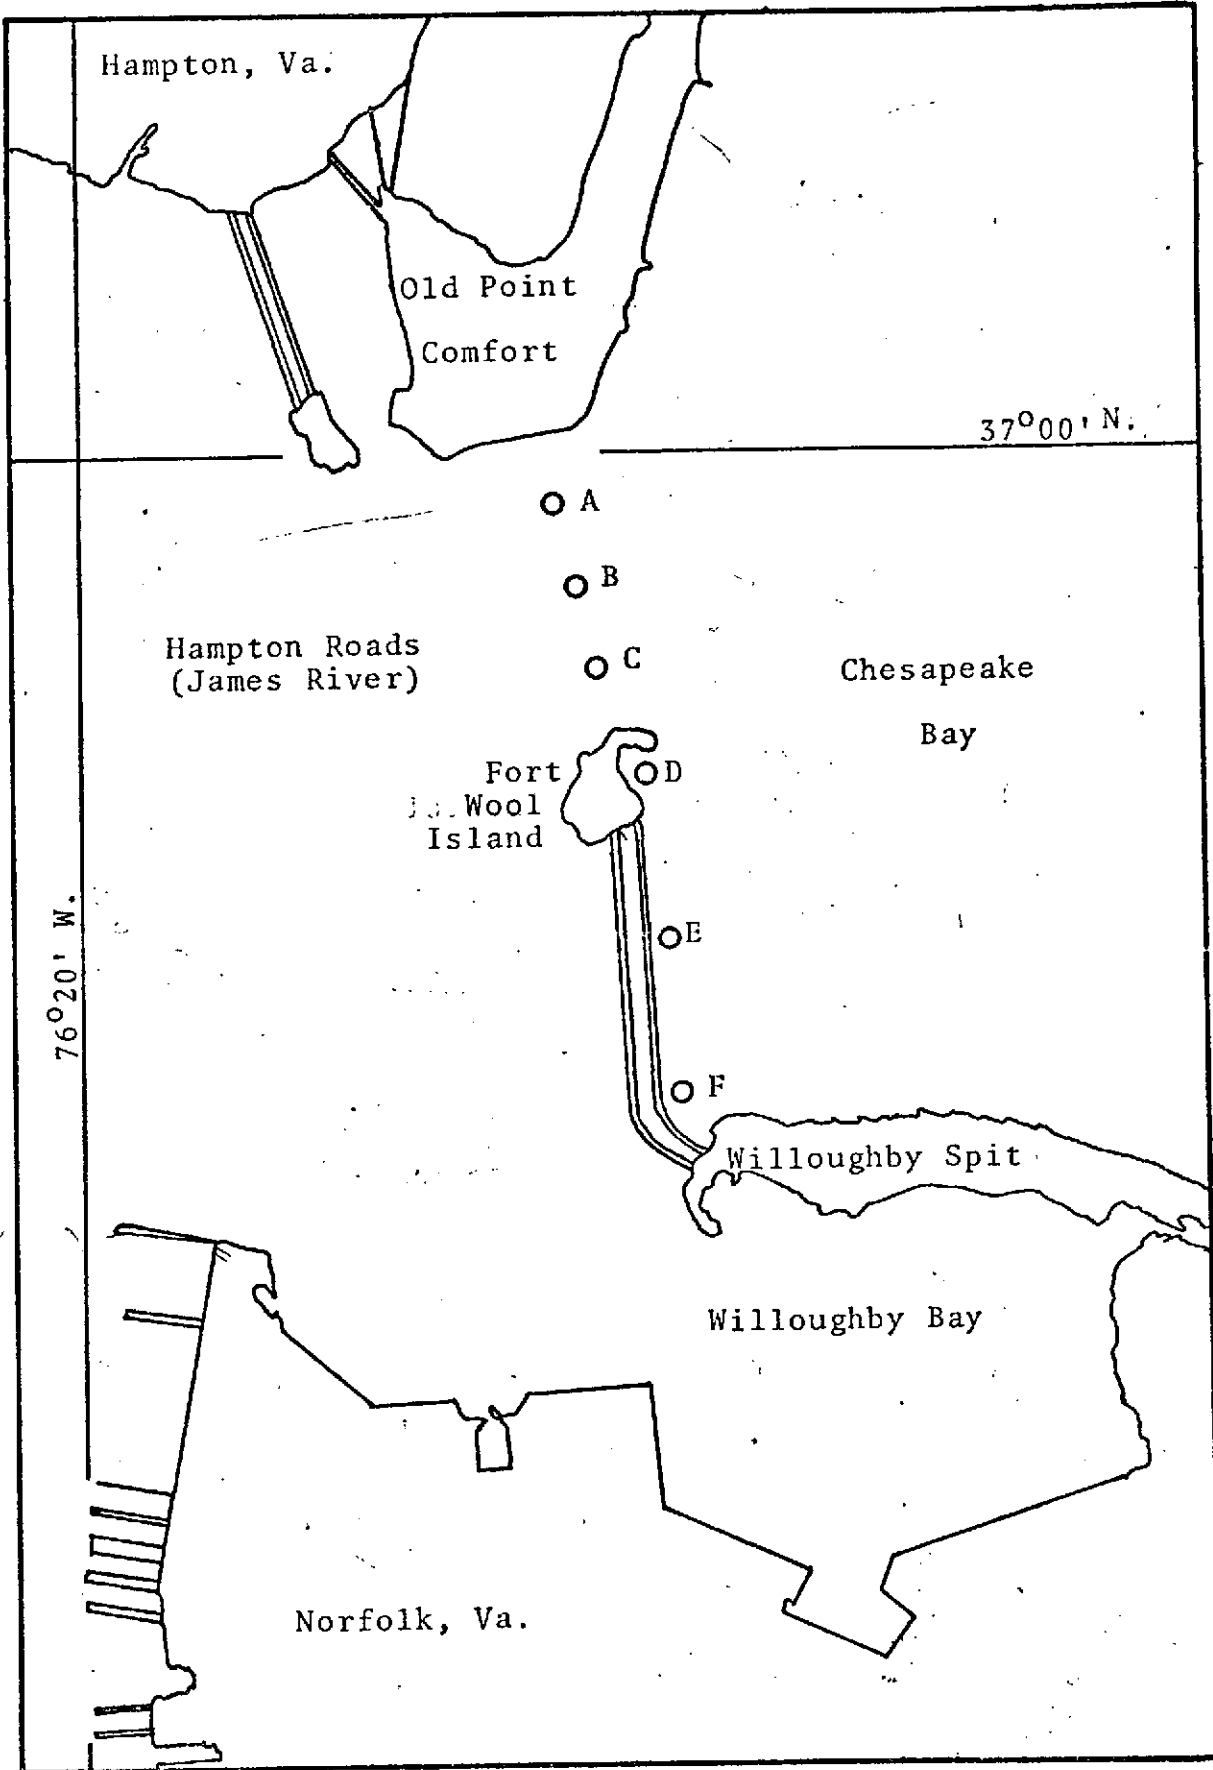 Hampton, Va.
Old Point
Comfort
37°00' N.
A
B
C
Hampton Roads
(James River)
Chesapeake
Bay
Fort
Wool
Island
D
E
76°20' W.
F
Willoughby Spit
Willoughby Bay
Norfolk, Va.